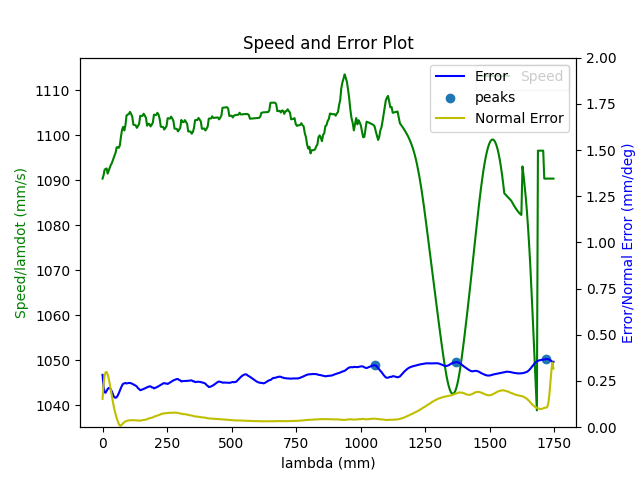 Speed and Error Plot
Error Speed
peaks
Normal Error
1110
1100
1090
1080
1070
1060
1050
1040
Speed/lamdot (mm/s)
2.00
1.75
1.50
1.25
1.00
0.75
0.50
0.25
0.00
Error/Normal Error (mm/deg)
0 250 500 750 1000 1250 1500 1750
lambda (mm)